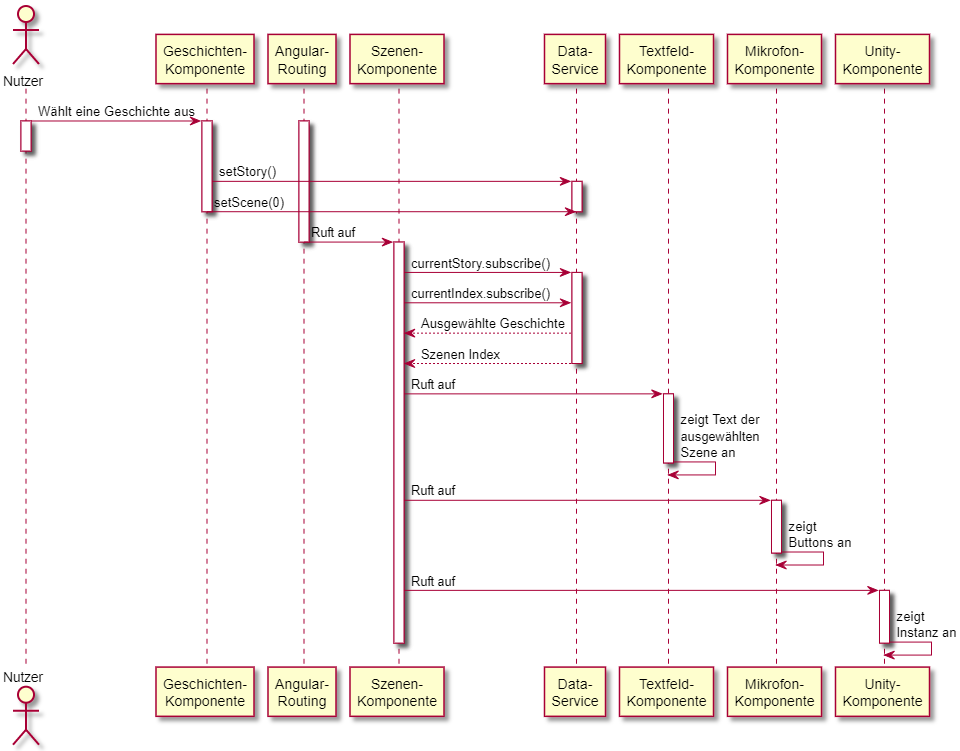 Nutzer
Geschichten-
Komponente
Angular-
Routing
Szenen-
Komponente
Data-
Service
Textfeld-
Komponente
Mikrofon-
Komponente
Unity-
Komponente
Wählt eine Geschichte aus
setStory()
setScene(0)
Ruft auf
currentStory.subscribe()
currentIndex.subscribe()
Ausgewählte Geschichte
Szenen Index
Ruft auf
zeigt Text der
ausgewählten
Szene an
Ruft auf
zeigt
Buttons an
Ruft auf
zeigt
Instanz an
Nutzer
Geschichten-
Komponente
Angular-
Routing
Szenen-
Komponente
Data-
Service
Textfeld-
Komponente
Mikrofon-
Komponente
Unity-
Komponente